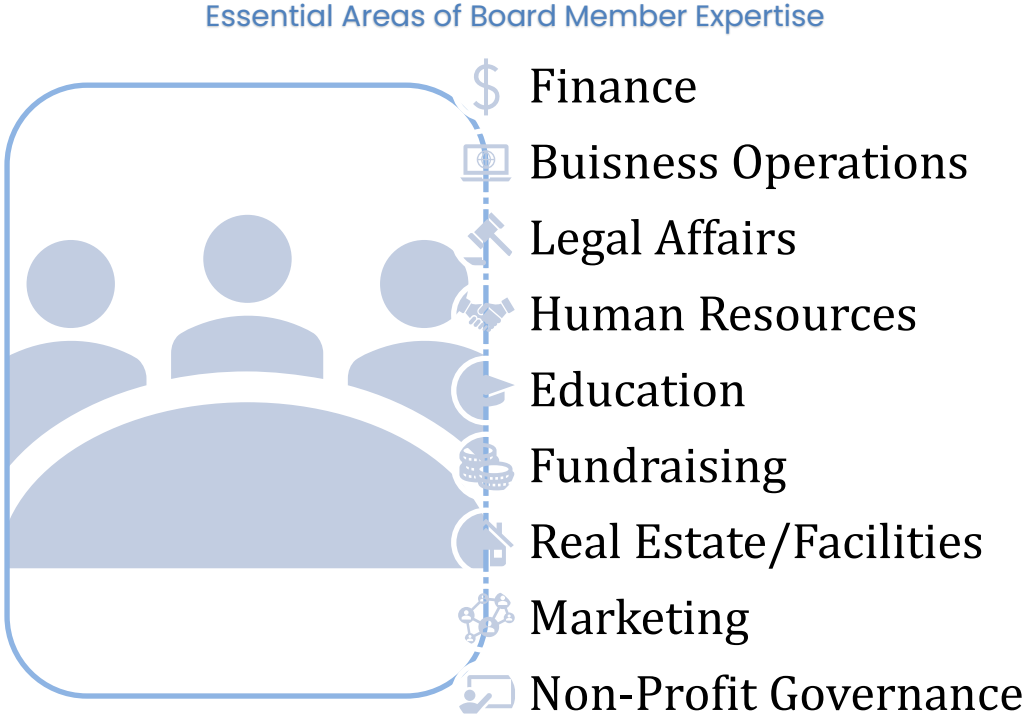 Essential Areas of Board Member Expertise
Finance
Buisness Operations
Legal Affairs
Human Resources
Education
Fundraising
Real Estate/Facilities
Marketing
Non-Profit Governance